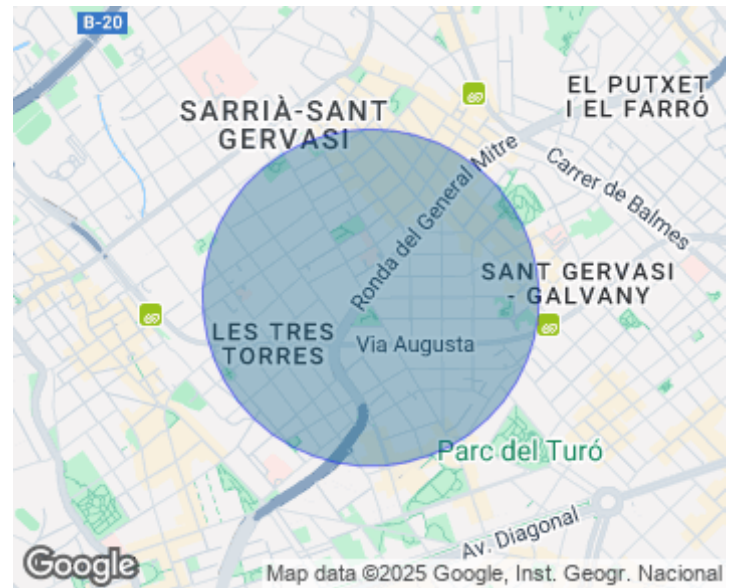 B-20
EL PUTXET
I EL FARRÓ
SARRIÀ-SANT
GERVASI
Ronda del General Mitre
Carrer de Balmes
SANT GERVASI
- GALVANY
LES TRES
TORRES
Via Augusta
Parc del Turó
Av. Diagonal
Google
Map data ©2025 Google, Inst. Geogr. Nacional